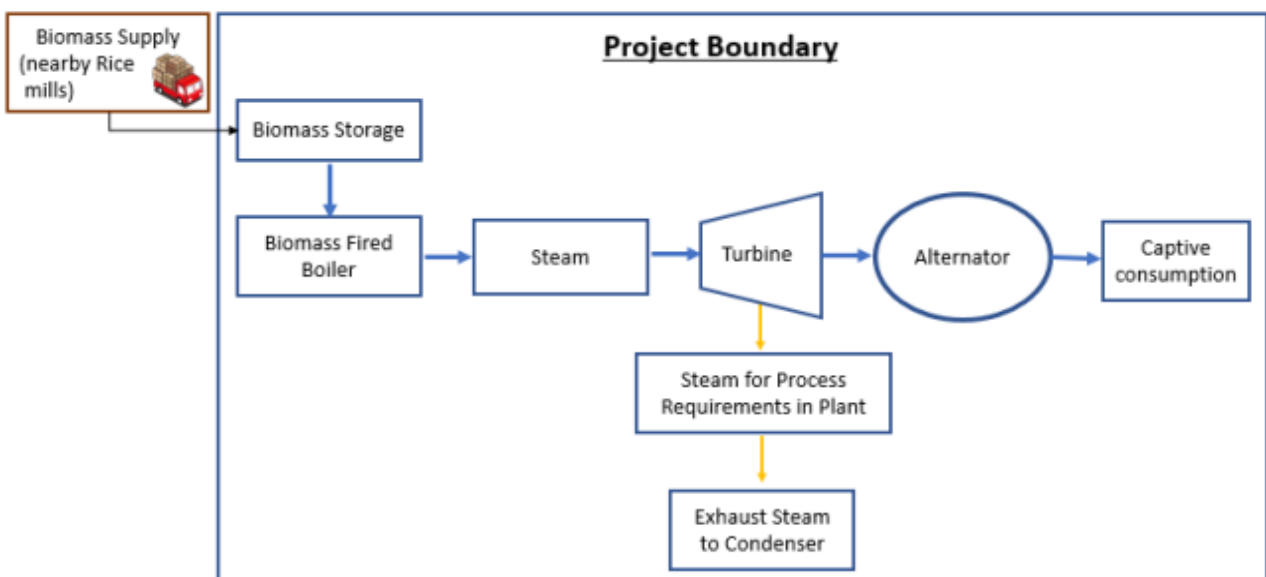 Biomass Supply
(nearby Rice
mills)
Project Boundary
Biomass Storage
Biomass Fired
Boiler
Steam
Turbine
Alternator
Captive
consumption
Steam for Process
Requirements in Plant
Exhaust Steam
to Condenser